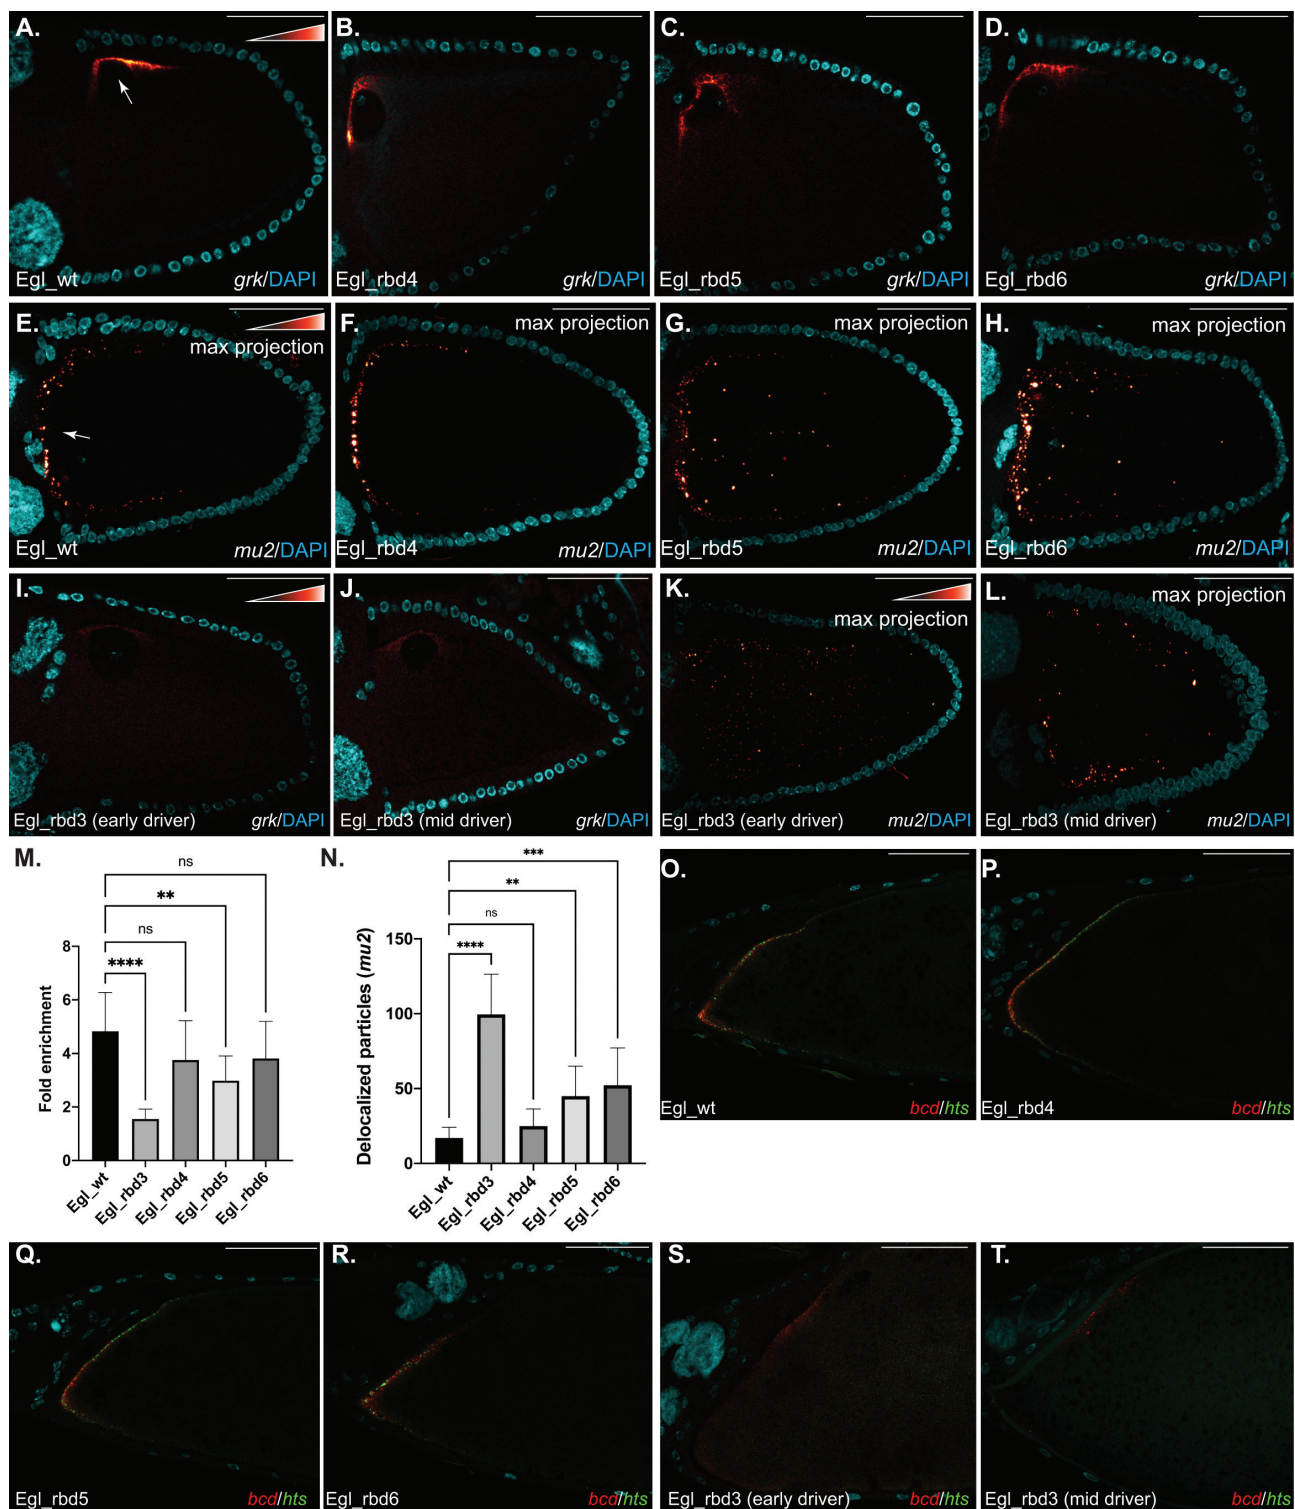 A.
B.
C.
D.
Egl_wt
grk/DAPI
Egl_rbd4
grk/DAPI
Egl_rbd5
grk/DAPI
Egl_rbd6
grk/DAPI
E.
max projection
F.
max projection
G.
max projection
H.
max projection
Egl_wt
mu2/DAPI
Egl_rbd4
mu2/DAPI
Egl_rbd5
mu2/DAPI
Egl_rbd6
mu2/DAPI
I.
J.
K.
max projection
L.
max projection
Egl_rbd3 (early driver)
grk/DAPI
Egl_rbd3 (mid driver)
grk/DAPI
Egl_rbd3 (early driver)
mu2/DAPI
Egl_rbd3 (mid driver)
mu2/DAPI
M.
ns
**
ns
****
8
6
4
2
0
Fold enrichment
Egl_wt
Egl_rbd3
Egl_rbd4
Egl_rbd5
Egl_rbd6
N.
***
**
ns
****
150
100
50
0
Delocalized particles (mu2)
Egl_wt
Egl_rbd3
Egl_rbd4
Egl_rbd5
Egl_rbd6
O.
P.
Egl_wt
bcd/hts
Egl_rbd4
bcd/hts
Q.
R.
S.
T.
Egl_rbd5
bcd/hts
Egl_rbd6
bcd/hts
Egl_rbd3 (early driver)
bcd/hts
Egl_rbd3 (mid driver)
bcd/hts